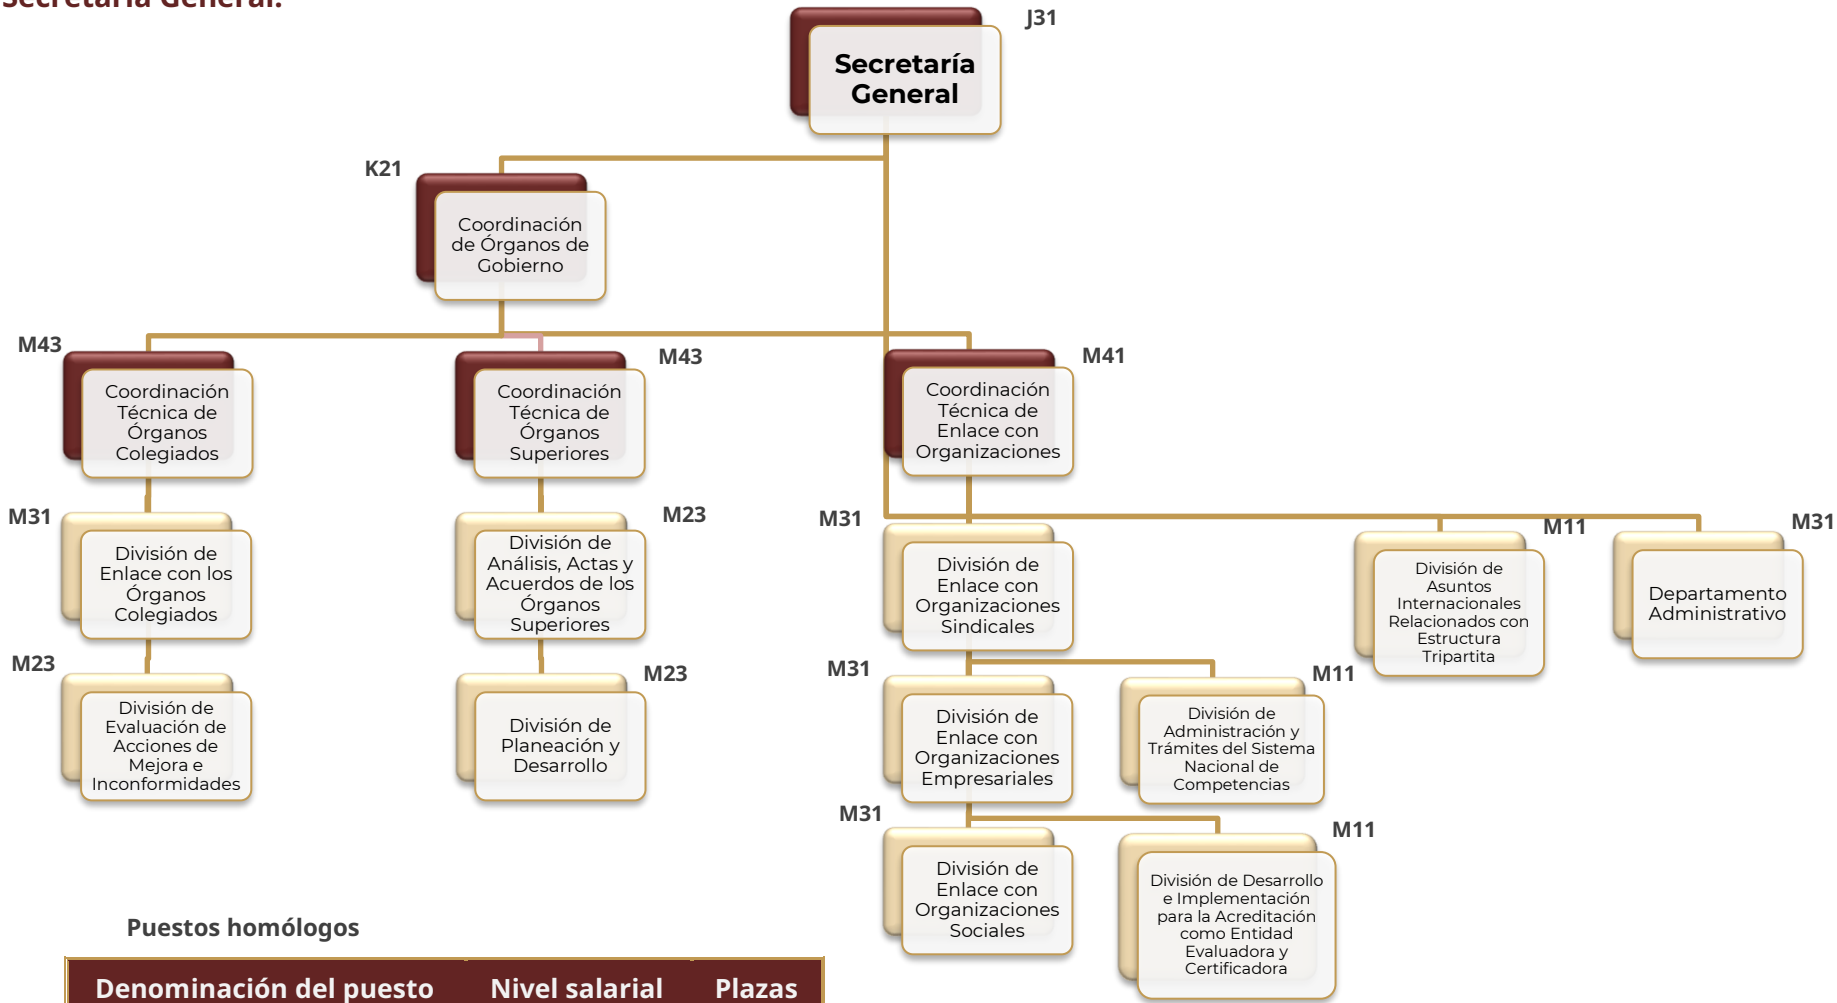 Secretaría General.
J31
Secretaría
General
K21
Coordinación
de Órganos de
Gobierno
M43
Coordinación
Técnica de
Órganos
Colegiados
M43
Coordinación
Técnica de
Órganos
Superiores
M41
Coordinación
Técnica de
Enlace con
Organizaciones
M31
División de
Enlace con los
Órganos
Colegiados
M23
División de
Análisis, Actas y
Acuerdos de los
Órganos
Superiores
M31
División de
Enlace con
Organizaciones
Sindicales
M11
División de
Asuntos
Internacionales
Relacionados con
Estructura
Tripartita
M31
Departamento
Administrativo
M23
División de
Evaluación de
Acciones de
Mejora e
Inconformidades
M23
División de
Planeación y
Desarrollo
M31
División de
Enlace con
Organizaciones
Empresariales
M11
División de
Administración y
Trámites del Sistema
Nacional de
Competencias
M31
División de
Enlace con
Organizaciones
Sociales
M11
División de Desarrollo
e Implementación
para la Acreditación
como Entidad
Evaluadora y
Certificadora
Puestos homólogos
Denominación del puesto Nivel salarial Plazas